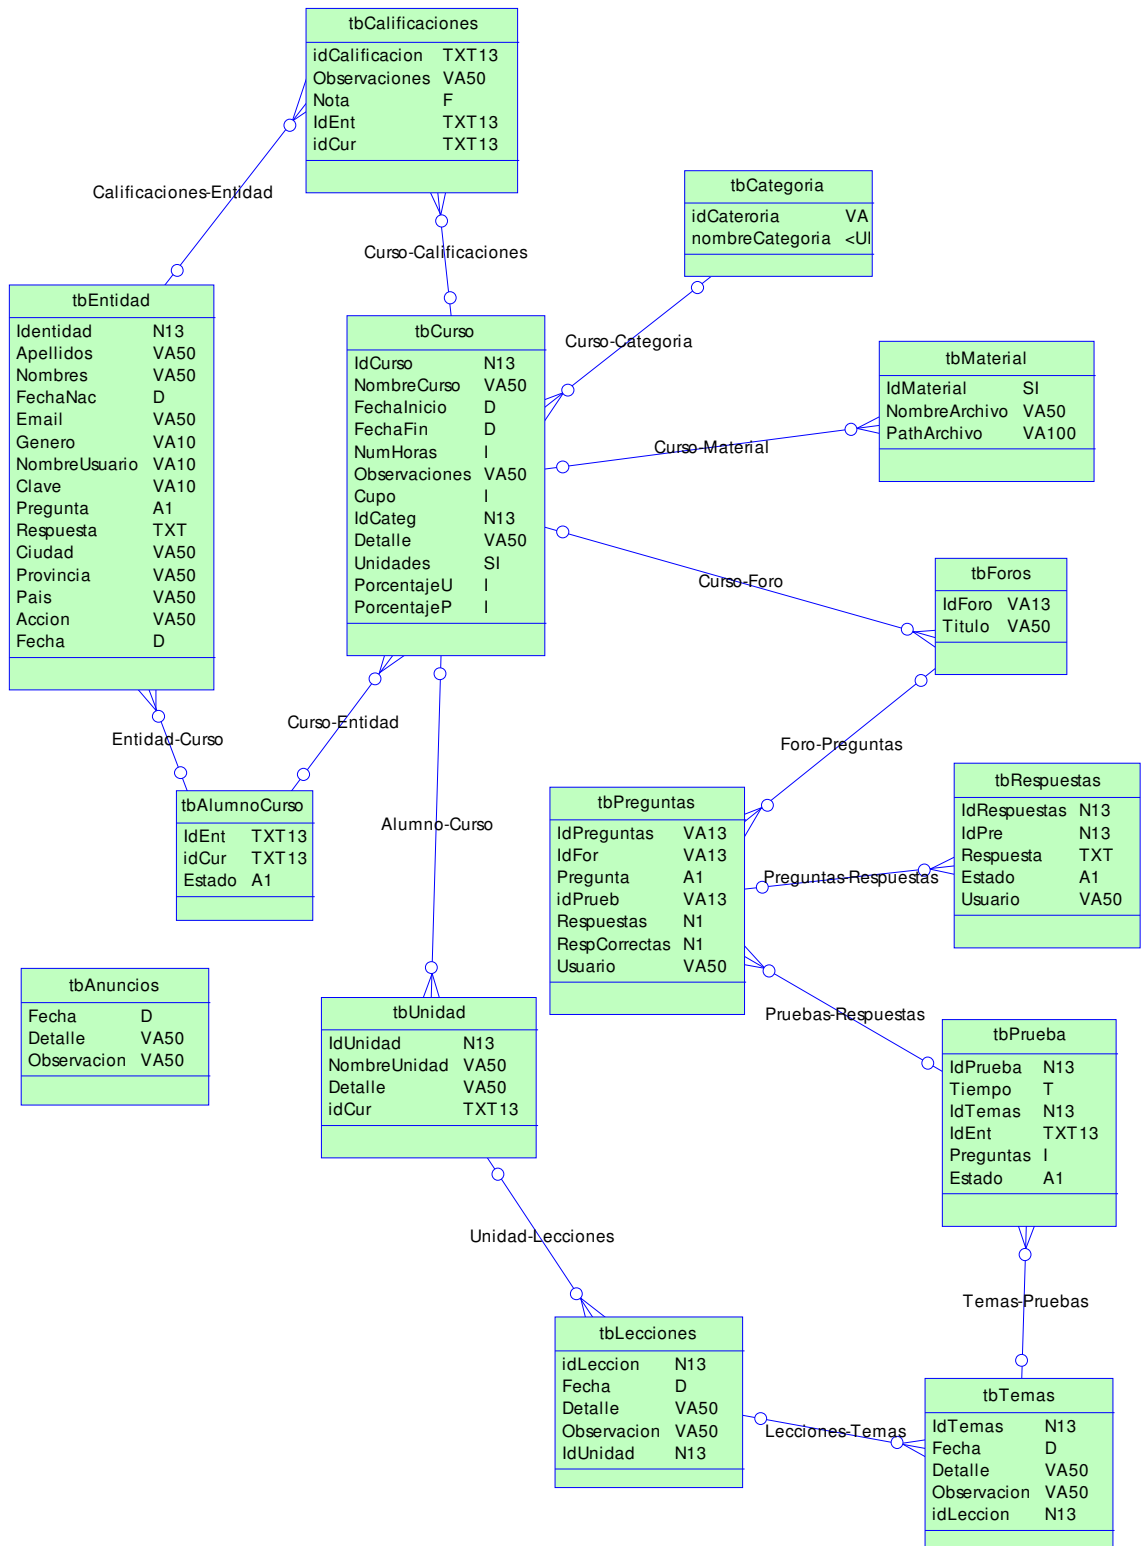 tbCalificaciones
idCalificacion TXT13
Observaciones VA50
Nota F
IdEnt TXT13
idCur TXT13
Calificaciones-Entidad
Curso-Calificaciones
tbCategoria
idCateroria VA
nombreCategoria <UI
Curso-Categoria
tbEntidad
Identidad N13
Apellidos VA50
Nombres VA50
FechaNac D
Email VA50
Genero VA10
NombreUsuario VA10
Clave VA10
Pregunta A1
Respuesta TXT
Ciudad VA50
Provincia VA50
Pais VA50
Accion VA50
Fecha D
tbCurso
IdCurso N13
NombreCurso VA50
FechaInicio D
FechaFin D
NumHoras I
Observaciones VA50
Cupo I
IdCateg N13
Detalle VA50
Unidades SI
PorcentajeU I
PorcentajeP I
tbMaterial
IdMaterial SI
NombreArchivo VA50
PathArchivo VA100
Curso-Material
Curso-Foro
tbForos
IdForo VA13
Titulo VA50
Entidad-Curso
Curso-Entidad
Foro-Preguntas
tbAlumnoCurso
IdEnt TXT13
idCur TXT13
Estado A1
Alumno-Curso
tbPreguntas
IdPreguntas VA13
IdFor VA13
Pregunta A1
idPrueb VA13
Respuestas N1
RespCorrectas N1
Usuario VA50
Preguntas-Respuestas
tbRespuestas
IdRespuestas N13
IdPre N13
Respuesta TXT
Estado A1
Usuario VA50
tbAnuncios
Fecha D
Detalle VA50
Observacion VA50
tbUnidad
IdUnidad N13
NombreUnidad VA50
Detalle VA50
idCur TXT13
Pruebas-Respuestas
tbPrueba
IdPrueba N13
Tiempo T
IdTemas N13
IdEnt TXT13
Preguntas I
Estado A1
Unidad-Lecciones
Temas-Pruebas
tbLecciones
idLeccion N13
Fecha D
Detalle VA50
Observacion VA50
IdUnidad N13
Lecciones-Temas
tbTemas
IdTemas N13
Fecha D
Detalle VA50
Observacion VA50
idLeccion N13